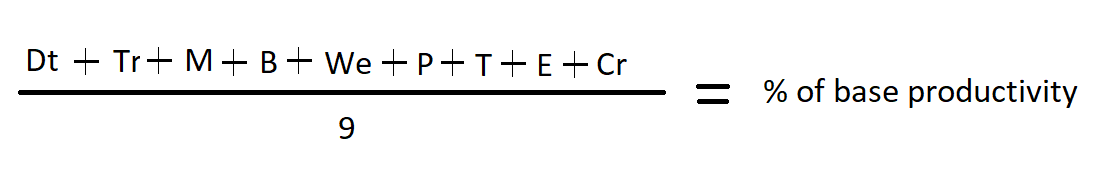 Dt + Tr + M + B + We + P + T + E + Cr
9
= % of base productivity